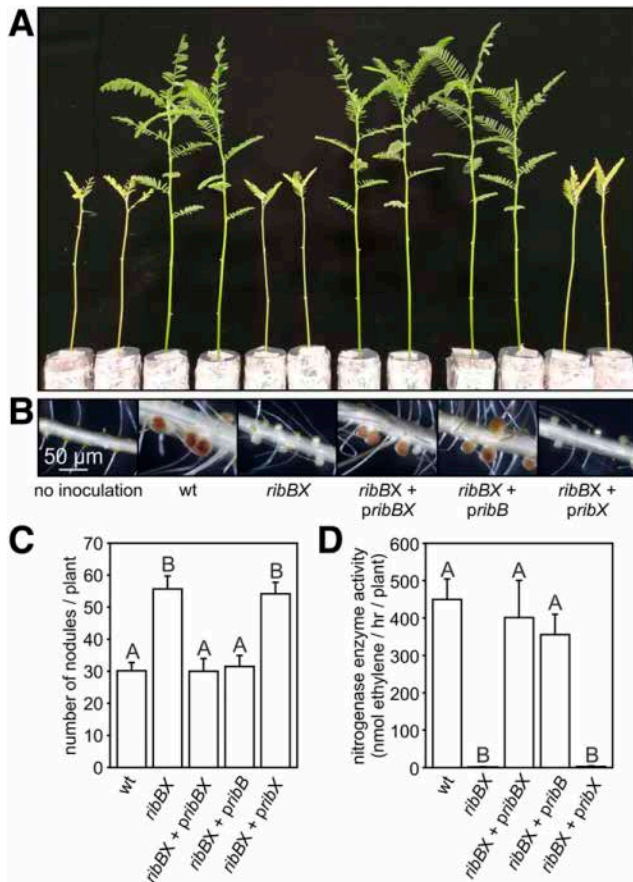 A
B
50 μm
no inoculation
wt
ribBX
ribBX +
pribBX
ribBX +
pribB
ribBX +
pribX
C
number of nodules / plant
70
60
50
40
30
20
10
0
A
B
A
A
B
wt
ribBX
ribBX + pribBX
ribBX + pribB
ribBX + pribX
D
nitrogenase enzyme activity
(nmol ethylene / hr / plant)
600
500
400
300
200
100
0
A
B
A
A
B
wt
ribBX
ribBX + pribBX
ribBX + pribB
ribBX + pribX